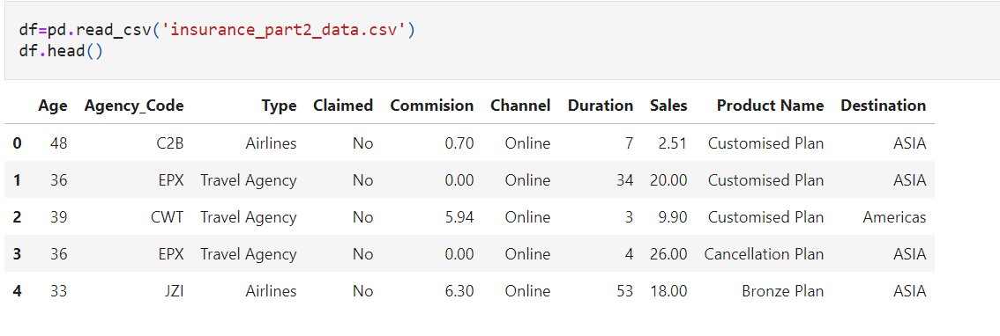 df=pd.read_csv('insurance_part2_data.csv')
df.head()
Age Agency_Code Type Claimed Commision Channel Duration Sales Product Name Destination
0 48 C2B Airlines No 0.70 Online 7 2.51 Customised Plan ASIA
1 36 EPX Travel Agency No 0.00 Online 34 20.00 Customised Plan ASIA
2 39 CWT Travel Agency No 5.94 Online 3 9.90 Customised Plan Americas
3 36 EPX Travel Agency No 0.00 Online 4 26.00 Cancellation Plan ASIA
4 33 JZI Airlines No 6.30 Online 53 18.00 Bronze Plan ASIA